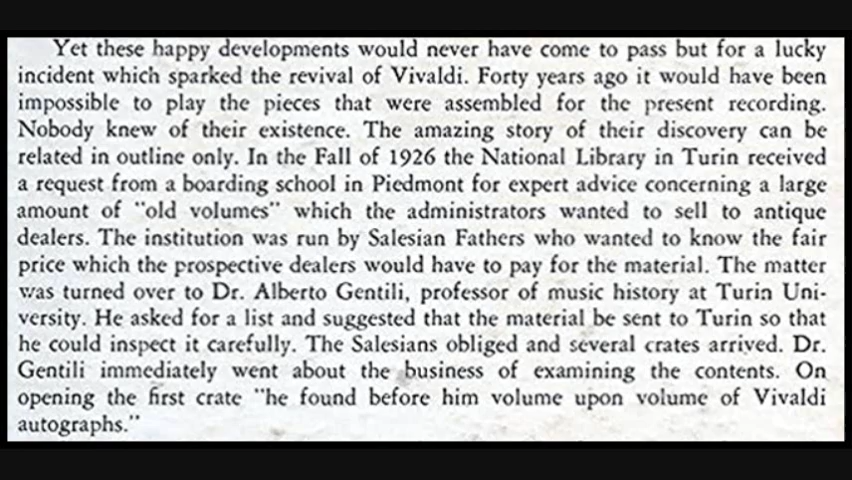 Yet these happy developments would never have come to pass but for a lucky
incident which sparked the revival of Vivaldi. Forty years ago it would have been
impossible to play the pieces that were assembled for the present recording.
Nobody knew of their existence. The amazing story of their discovery can be
related in outline only. In the Fall of 1926 the National Library in Turin received
a request from a boarding school in Piedmont for expert advice concerning a large
amount of "old volumes" which the administrators wanted to sell to antique
dealers. The institution was run by Salesian Fathers who wanted to know the fair
price which the prospective dealers would have to pay for the material. The matter
was turned over to Dr. Alberto Gentili, professor of music history at Turin Uni-
versity. He asked for a list and suggested that the material be sent to Turin so that
he could inspect it carefully. The Salesians obliged and several crates arrived. Dr.
Gentili immediately went about the business of examining the contents. On
opening the first crate "he found before him volume upon volume of Vivaldi
autographs."